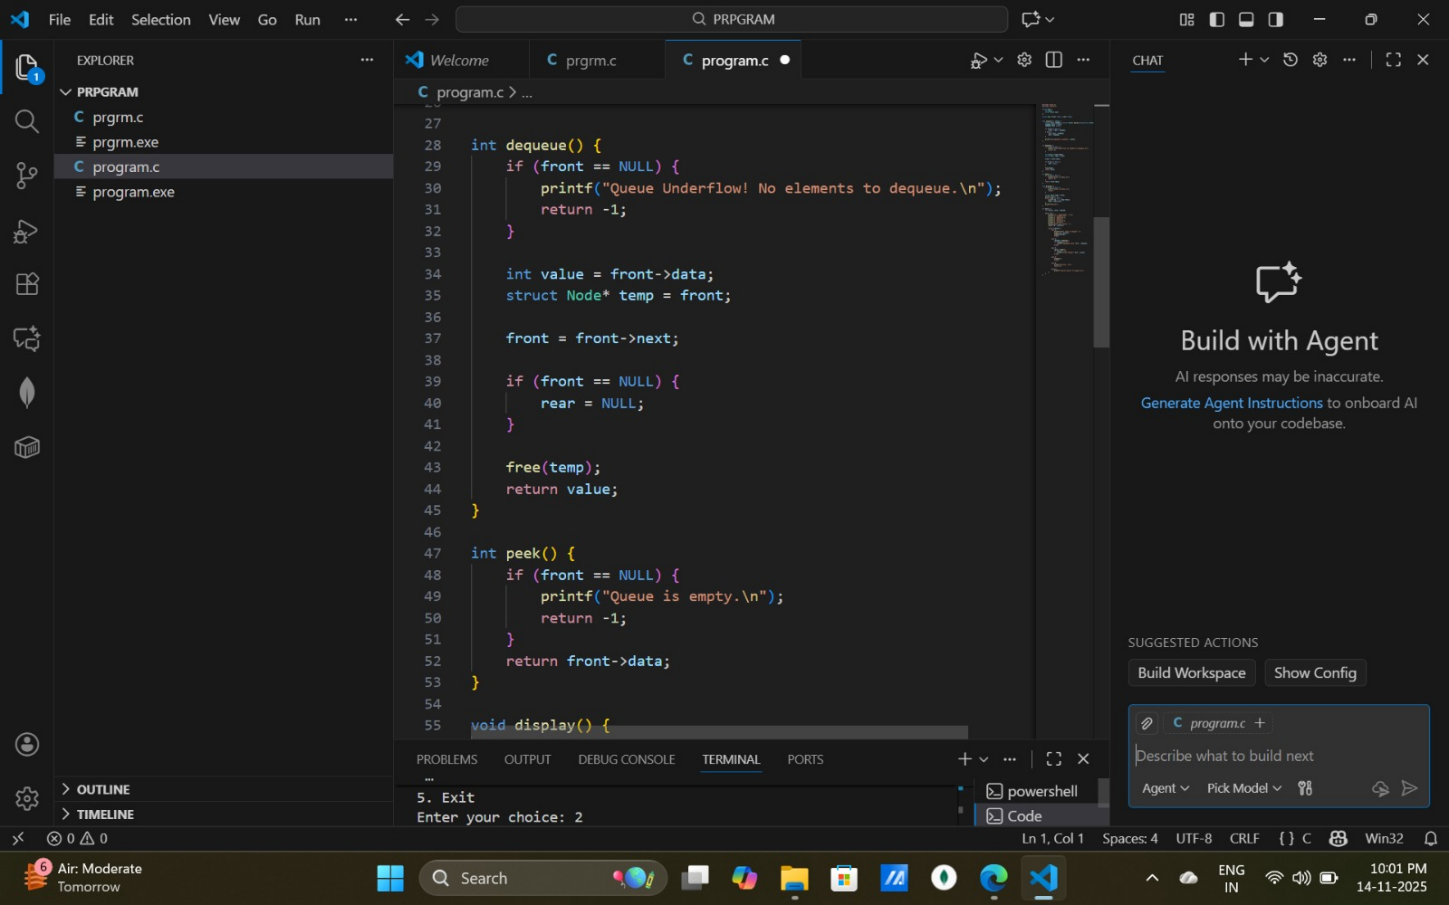 File Edit Selection View Go Run ··· PRPGRAM
EXPLORER ···
1
PRPGRAM
C prgrm.c
prgrm.exe
C program.c
program.exe
OUTLINE
TIMELINE
Welcome C prgrm.c C program.c
C program.c > ...
27
28 int dequeue() {
29 if (front == NULL) {
30 printf("Queue Underflow! No elements to dequeue.\n");
31 return -1;
32 }
33
34 int value = front->data;
35 struct Node* temp = front;
36
37 front = front->next;
38
39 if (front == NULL) {
40 rear = NULL;
41 }
42
43 free(temp);
44 return value;
45 }
46
47 int peek() {
48 if (front == NULL) {
49 printf("Queue is empty.\n");
50 return -1;
51 }
52 return front->data;
53 }
54
55 void display() {
PROBLEMS OUTPUT DEBUG CONSOLE TERMINAL PORTS
5. Exit
Enter your choice: 2
powershell
Code
CHAT
Build with Agent
AI responses may be inaccurate.
Generate Agent Instructions to onboard AI
onto your codebase.
SUGGESTED ACTIONS
Build Workspace Show Config
C program.c +
Describe what to build next
Agent Pick Model
0 0 Ln 1, Col 1 Spaces: 4 UTF-8 CRLF { } C Win32
6
Air: Moderate
Tomorrow
Search
ENG
IN
10:01 PM
14-11-2025